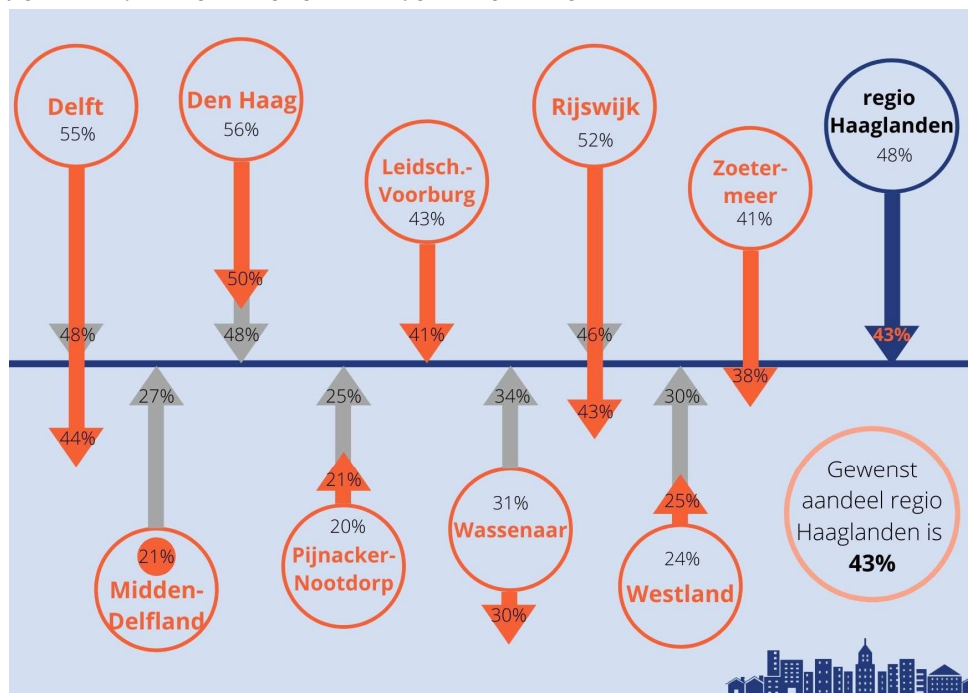 Delft
55%
48%
44%
Den Haag
56%
50%
48%
Leidsch.-
Voorburg
43%
41%
Rijswijk
52%
46%
43%
Zoeter-
meer
41%
38%
regio
Haaglanden
48%
43%
27%
21%
Midden-
Delfland
25%
21%
20%
Pijnacker-
Nootdorp
34%
31%
Wassenaar
30%
30%
25%
24%
Westland
Gewenst
aandeel regio
Haaglanden is
43%